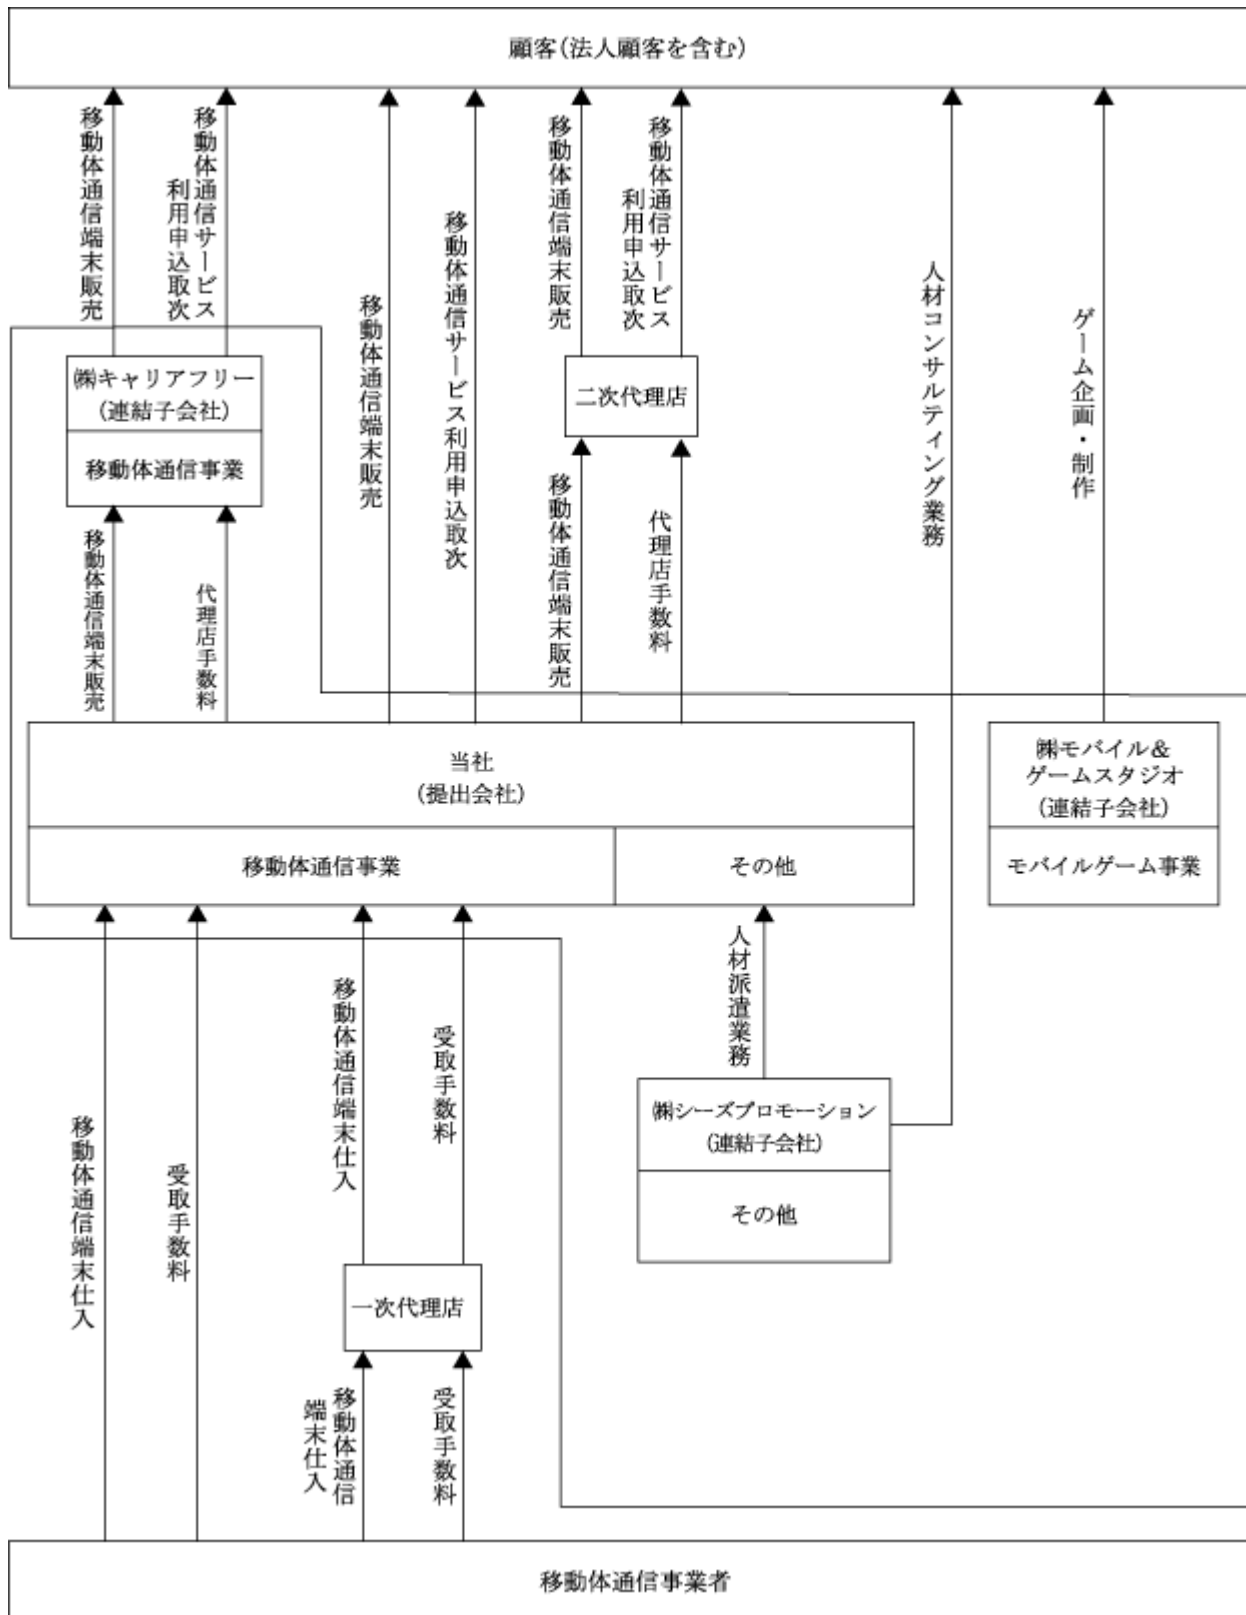 顧客(法人顧客を含む)
移動体通信端末販売
移動体通信サービス
利用申込取次
移動体通信端末販売
移動体通信サービス利用申込取次
移動体通信端末販売
移動体通信サービス
利用申込取次
人材コンサルティング業務
ゲーム企画・制作
㈱キャリアフリー
(連結子会社)
移動体通信事業
二次代理店
移動体通信端末販売
代理店手数料
移動体通信端末販売
代理店手数料
当社
(提出会社)
移動体通信事業
その他
㈱モバイル&
ゲームスタジオ
(連結子会社)
モバイルゲーム事業
移動体通信端末仕入
受取手数料
移動体通信端末仕入
受取手数料
人材派遣業務
㈱シーズプロモーション
(連結子会社)
その他
一次代理店
移動体通信
端末仕入
受取手数料
移動体通信事業者